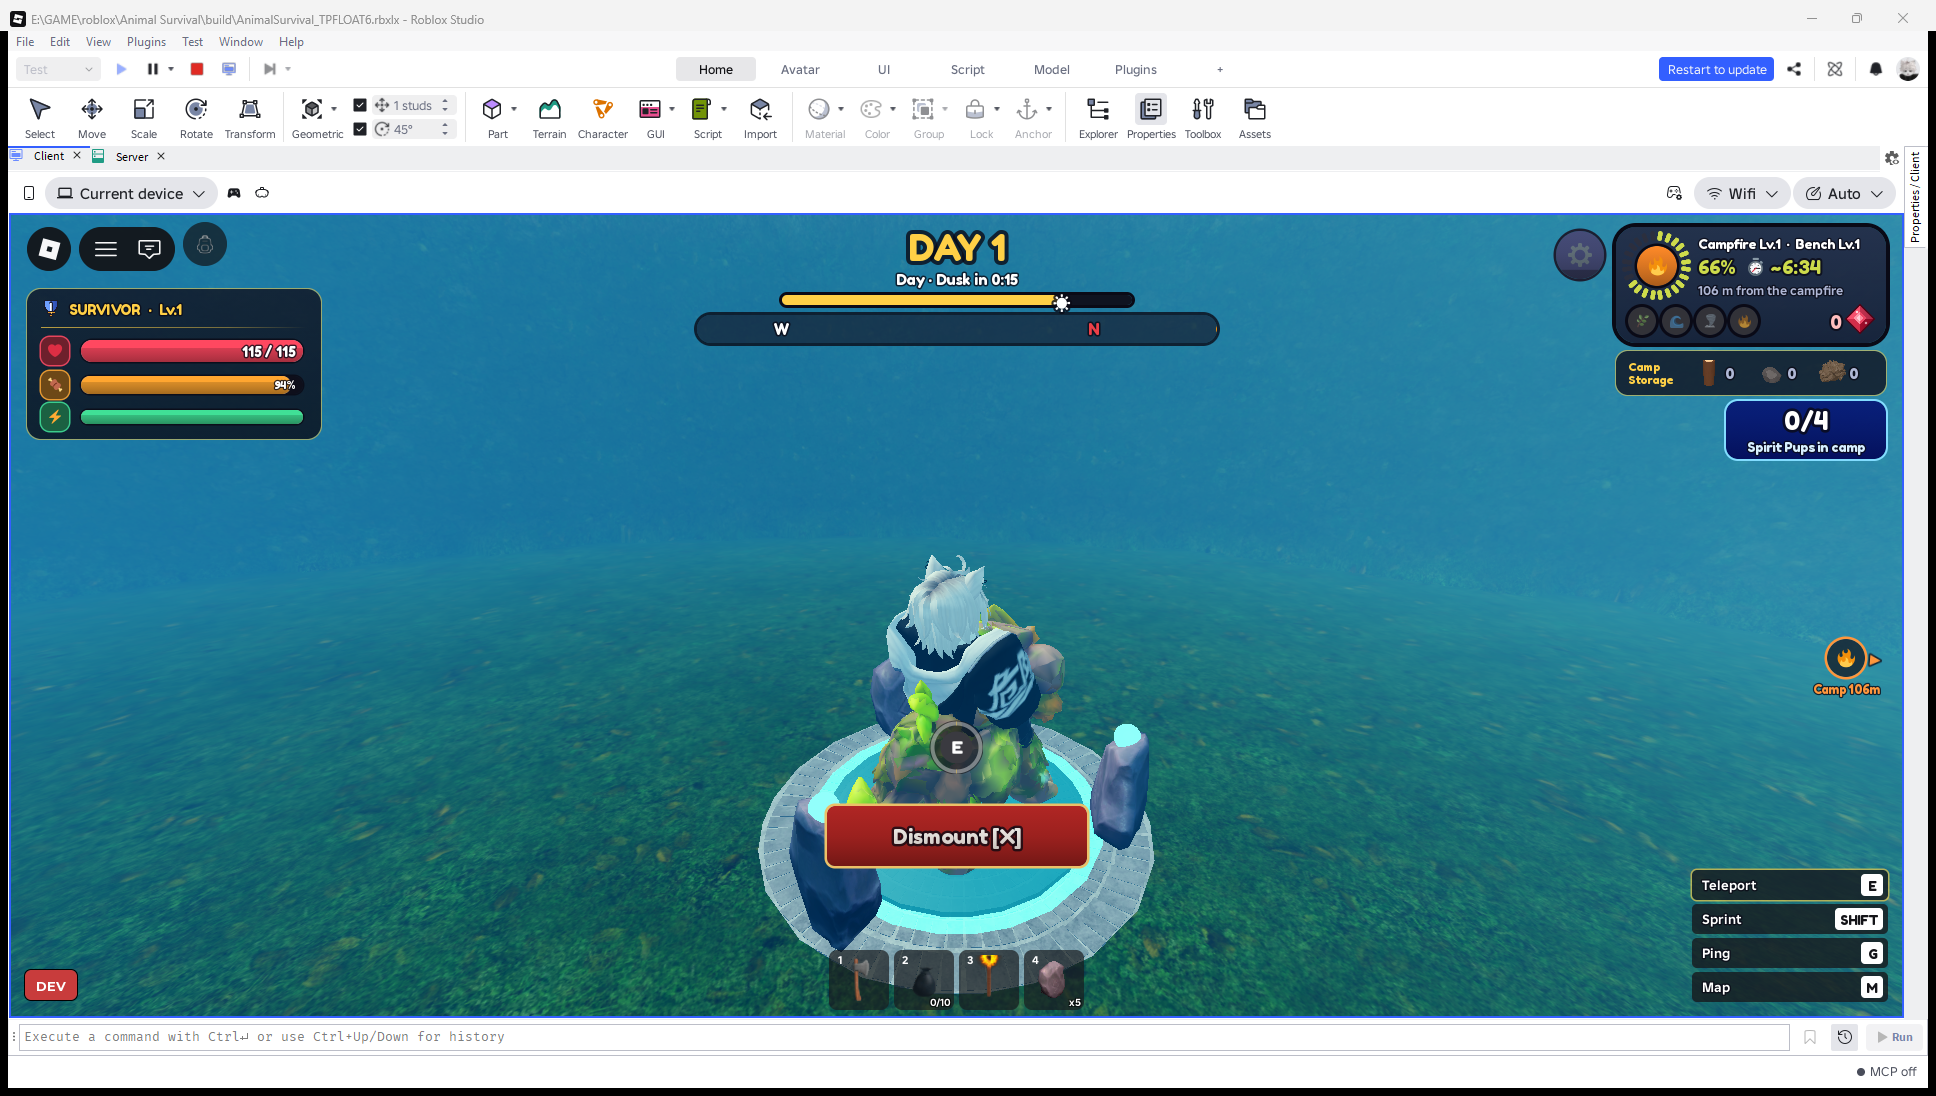 E:\GAME\roblox\Animal Survival\build\AnimalSurvival_TPFLOAT6.rbxlx - Roblox Studio
File Edit View Plugins Test Window Help
Test
Home Avatar UI Script Model Plugins +
Restart to update
Select Move Scale Rotate Transform Geometric
1 studs
45°
Part Terrain Character GUI Script Import Material Color Group Lock Anchor Explorer Properties Toolbox Assets
Client
Server
Properties / Client
Current device
Wifi
Auto
DAY 1
Day · Dusk in 0:15
W
N
SURVIVOR · Lv.1
115 / 115
94%
Campfire Lv.1 · Bench Lv.1
66% ~6:34
106 m from the campfire
0
Camp
Storage
0 0 0
0/4
Spirit Pups in camp
Camp 106m
E
Dismount [X]
Teleport E
Sprint SHIFT
Ping G
Map M
DEV
1
2
0/10
3
4
x5
Execute a command with Ctrl↵ or use Ctrl+Up/Down for history
Run
MCP off